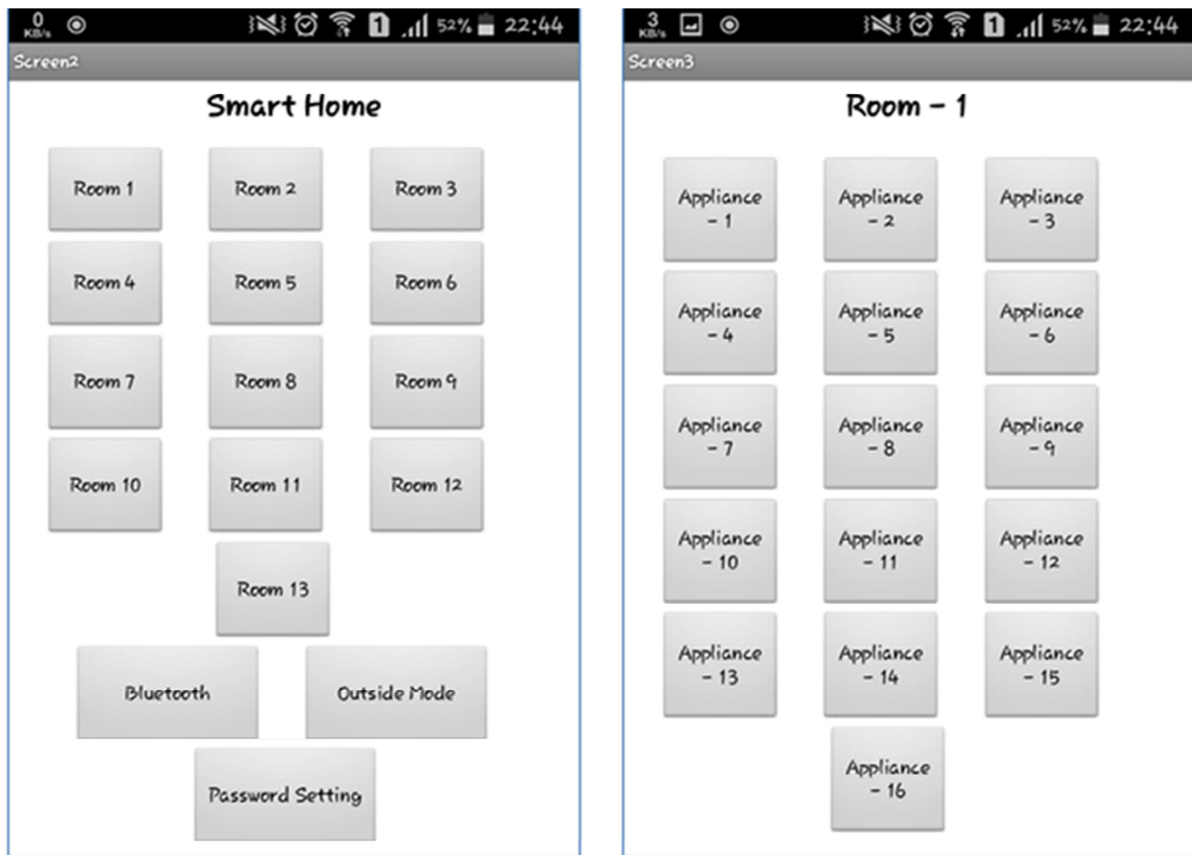 0
KB/s
1
52%
22:44
Screen2
Smart Home
Room 1
Room 2
Room 3
Room 4
Room 5
Room 6
Room 7
Room 8
Room 9
Room 10
Room 11
Room 12
Room 13
Bluetooth
Outside Mode
Password Setting
3
KB/s
1
52%
22:44
Screen3
Room - 1
Appliance
- 1
Appliance
- 2
Appliance
- 3
Appliance
- 4
Appliance
- 5
Appliance
- 6
Appliance
- 7
Appliance
- 8
Appliance
- 9
Appliance
- 10
Appliance
- 11
Appliance
- 12
Appliance
- 13
Appliance
- 14
Appliance
- 15
Appliance
- 16